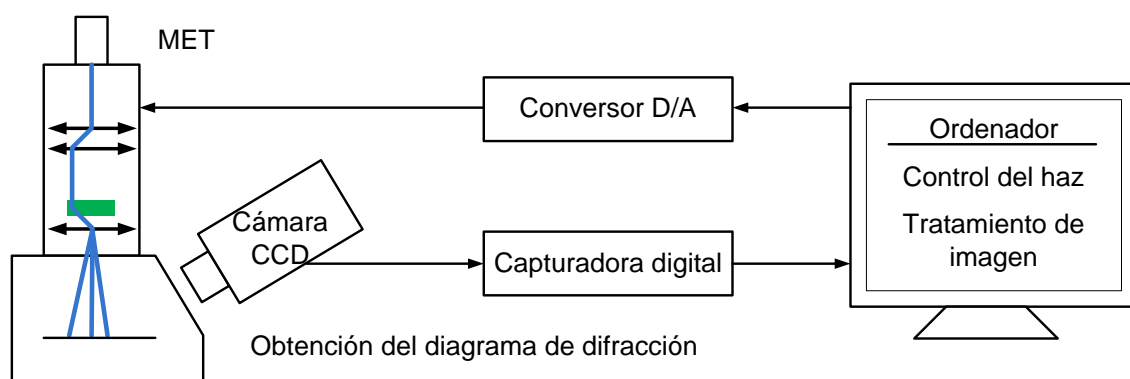 MET
Conversor D/A
Ordenador
Control del haz
Tratamiento de
imagen
Cámara
CCD
Capturadora digital
Obtención del diagrama de difracción